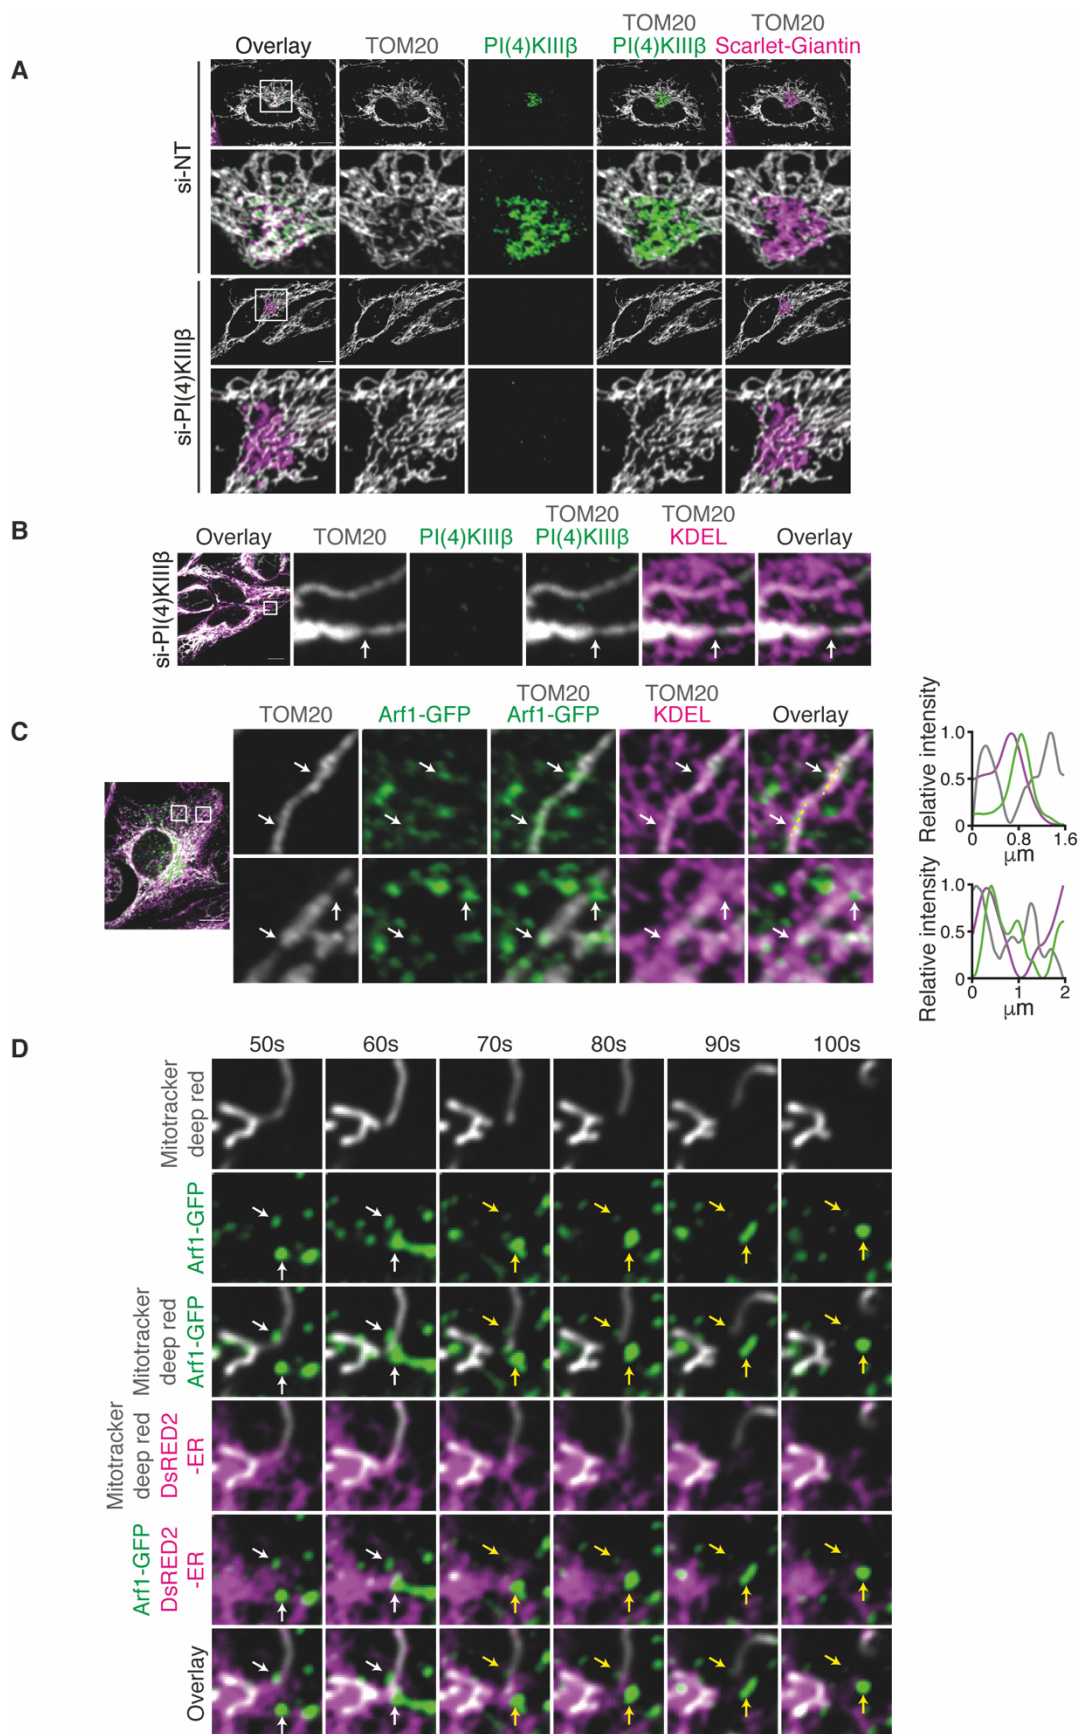 A
Overlay
TOM20
PI(4)KIIIβ
TOM20
PI(4)KIIIβ
TOM20
Scarlet-Giantin
si-NT
si-PI(4)KIIIβ
B
si-PI(4)KIIIβ
Overlay
TOM20
PI(4)KIIIβ
TOM20
PI(4)KIIIβ
TOM20
KDEL
Overlay
C
TOM20
Arf1-GFP
TOM20
Arf1-GFP
TOM20
KDEL
Overlay
Relative intensity
1.0
0.5
0
0
0.8
1.6
μm
Relative intensity
1.0
0.5
0
0
1
2
μm
D
50s
60s
70s
80s
90s
100s
Mitotracker
deep red
Arf1-GFP
Mitotracker
deep red
Arf1-GFP
Mitotracker
deep red
DsRED2
-ER
Arf1-GFP
DsRED2
-ER
Overlay